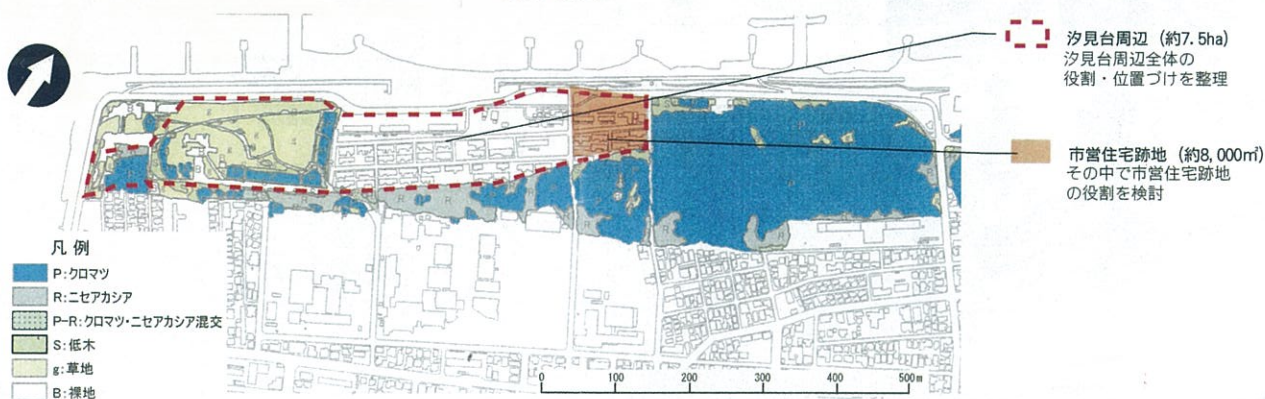 汐見台周辺（約7.5ha）
汐見台周辺全体の
役割・位置づけを整理
市営住宅跡地（約8,000㎡）
その中で市営住宅跡地
の役割を検討
凡例
P:クロマツ
R:ニセアカシア
P-R:クロマツ・ニセアカシア混交
S:低木
g:草地
B:裸地
0 100 200 300 400 500m